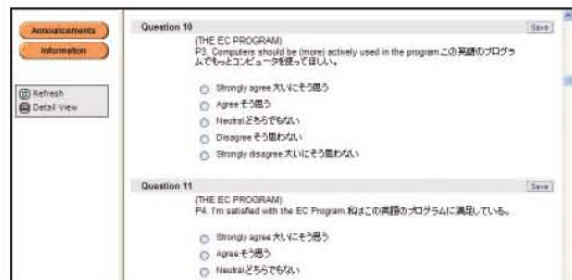 Announcements
Information
Refresh
Detail View
Question 10
Save
(THE EC PROGRAM)
P3. Computers should be (more) actively used in the program.この英語のプログラ
ムでもっとコンピュータを使ってほしい。
Strongly agree 大いにそう思う
Agree そう思う
Neutral どちらでもない
Disagree そう思わない
Strongly disagree 大いにそう思わない
Question 11
Save
(THE EC PROGRAM)
P4. I'm satisfied with the EC Program.私はこの英語のプログラムに満足している。
Strongly agree 大いにそう思う
Agree そう思う
Neutral どちらでもない